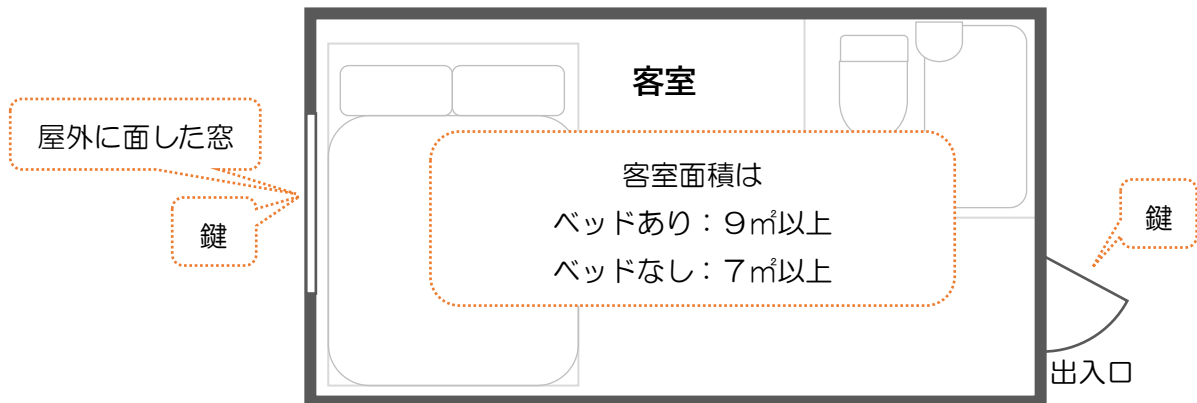 客室
屋外に面した窓
鍵
客室面積は
ベッドあり：９㎡以上
ベッドなし：７㎡以上
鍵
出入口